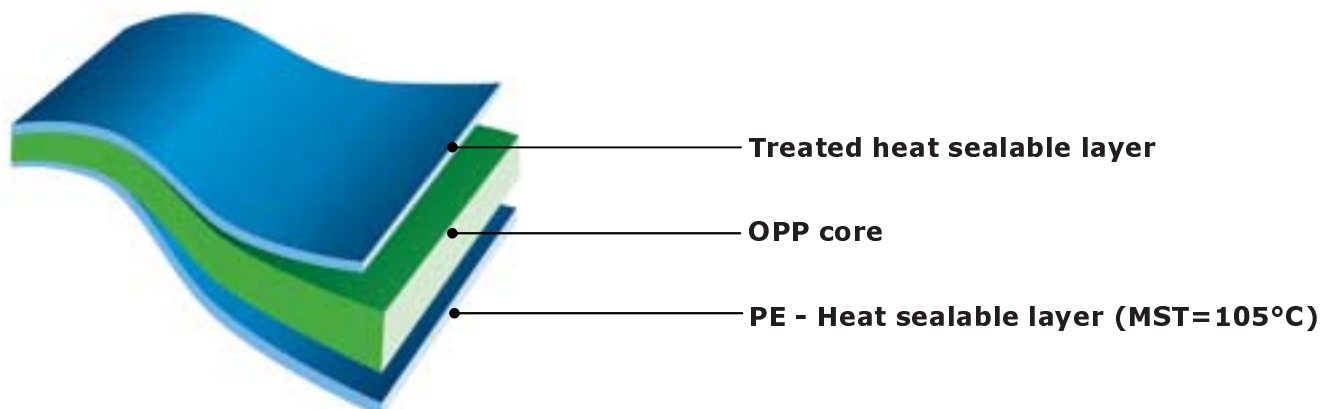 Treated heat sealable layer
OPP core
PE - Heat sealable layer (MST=105°C)